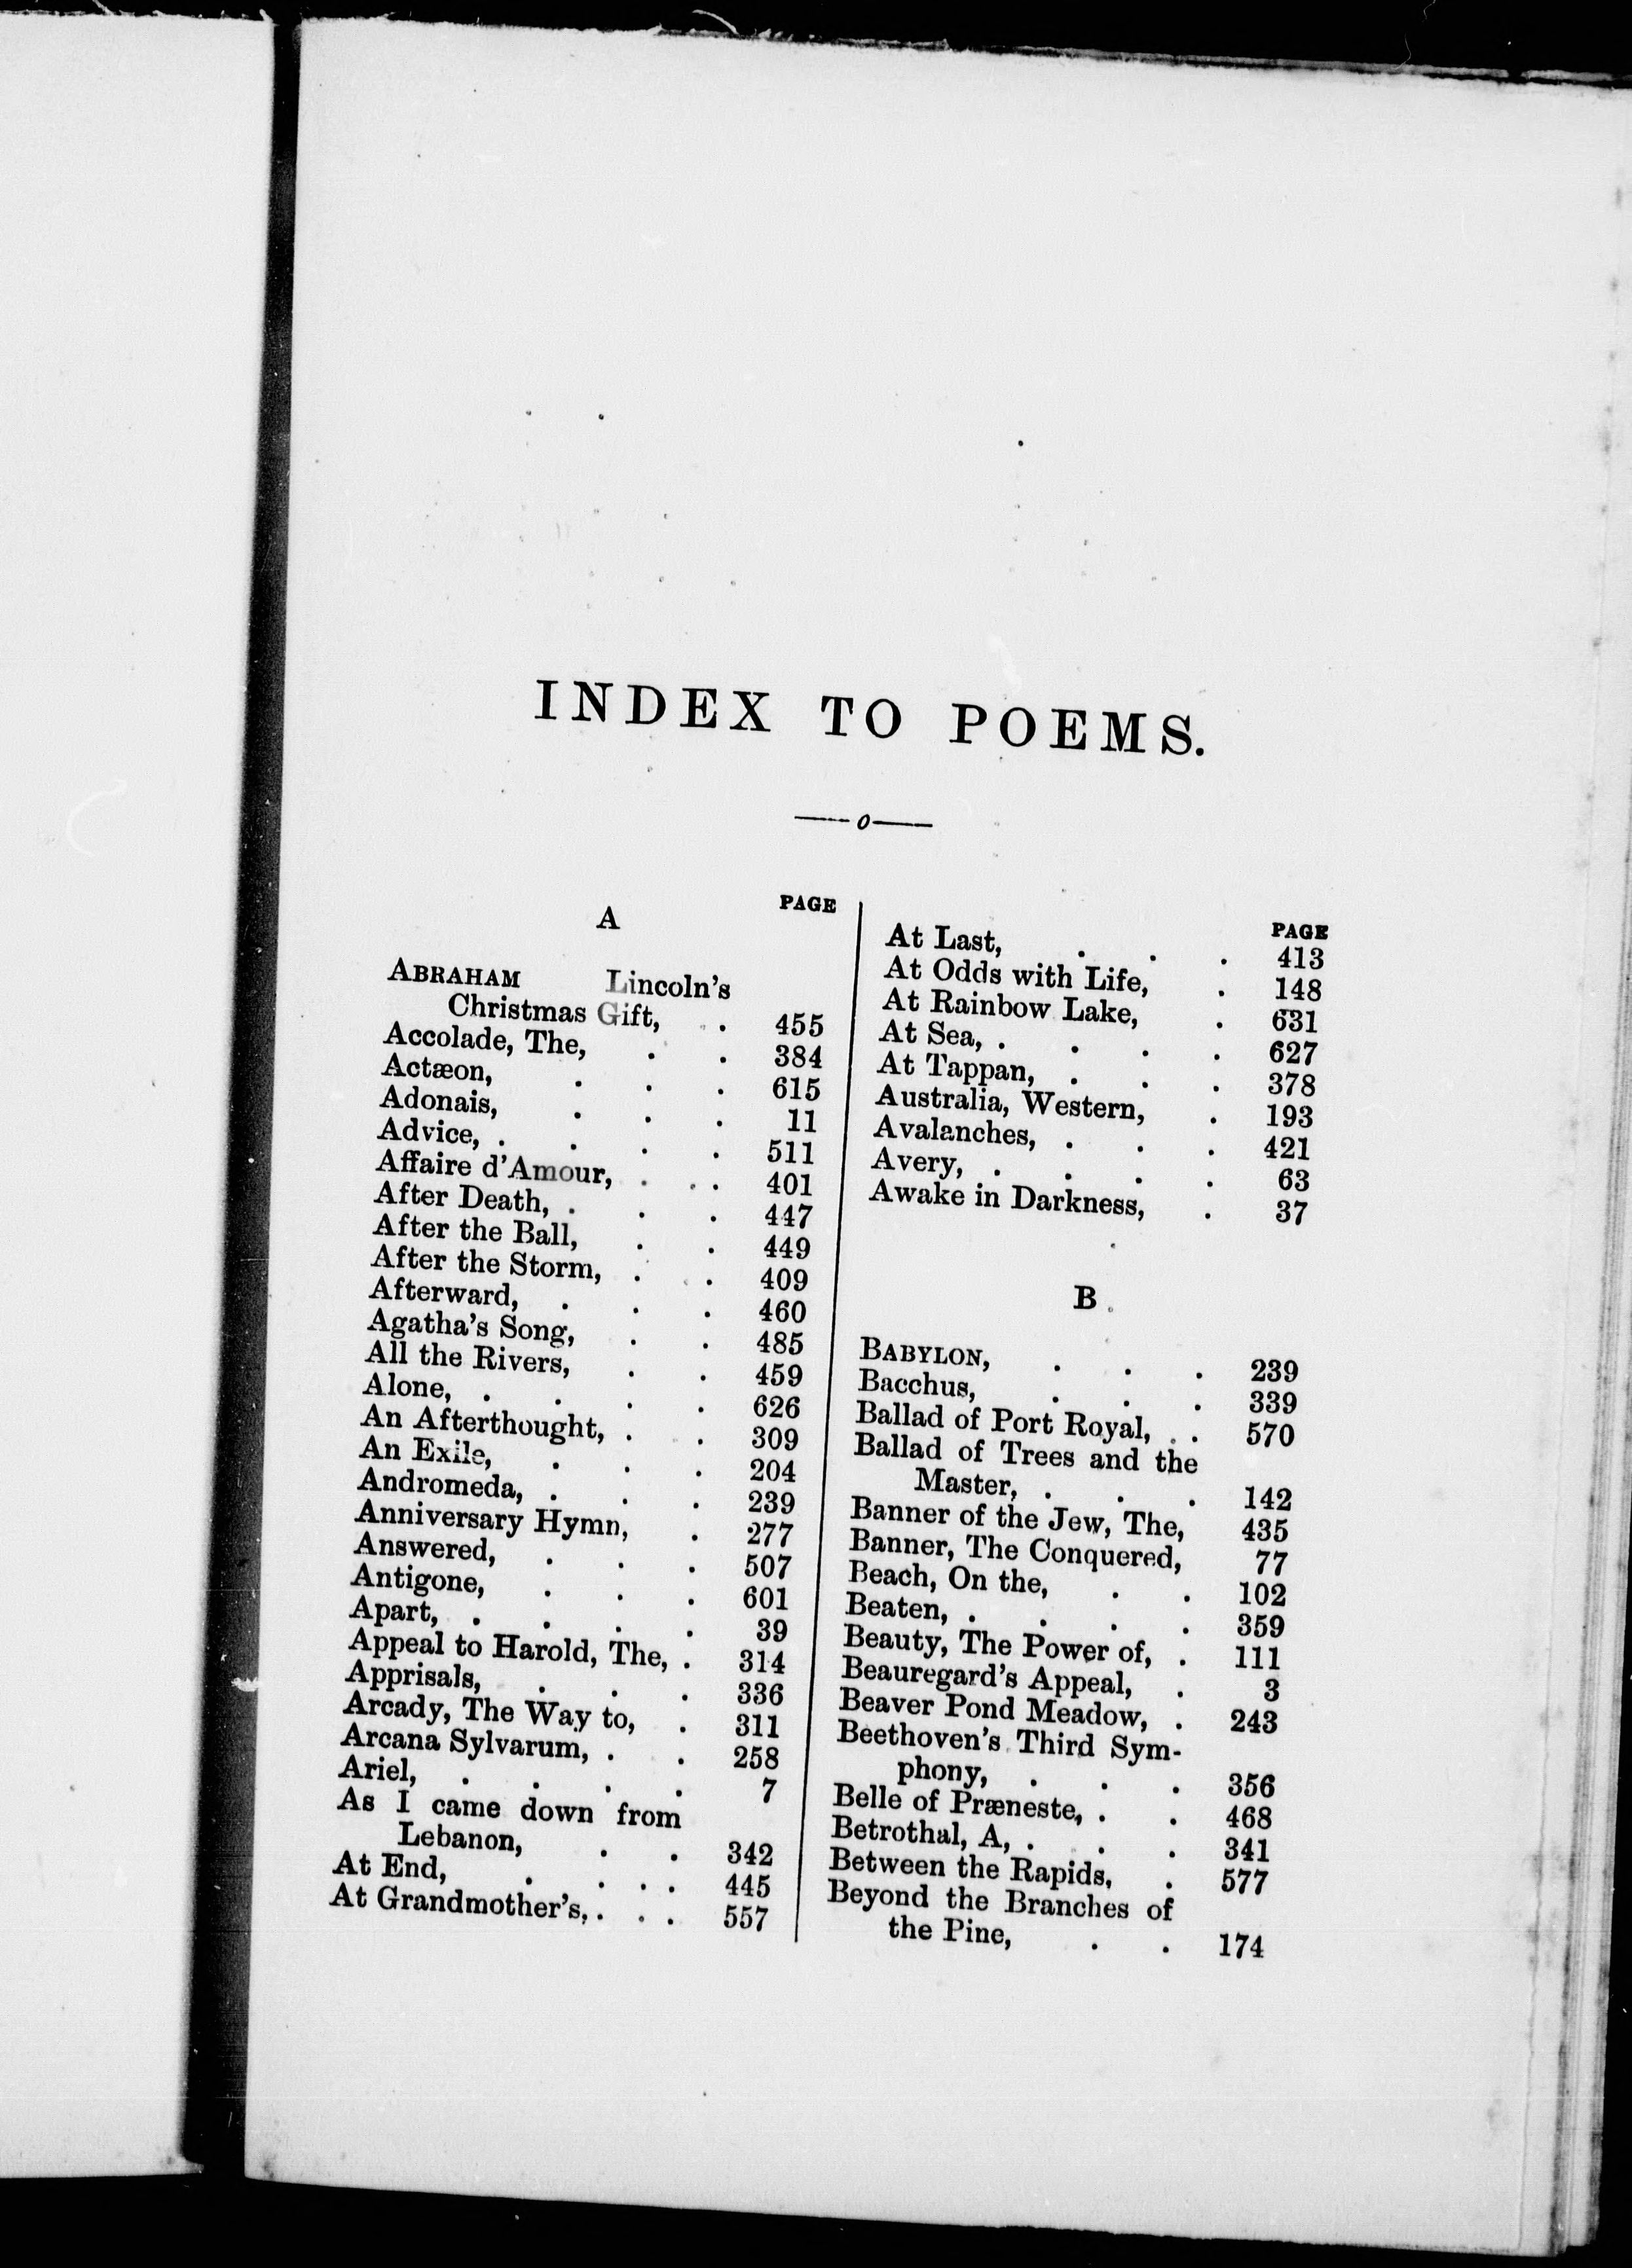 INDEX TO POEMS.
A PAGE
ABRAHAM Lincoln's
Christmas Gift, . . 455
Accolade, The, . . 384
Actæon, . . . 615
Adonais, . . . 11
Advice, . . . . 511
Affaire d'Amour, . . . 401
After Death, . . . 447
After the Ball, . . 449
After the Storm, . . 409
Afterward, . . . 460
Agatha's Song, . . 485
All the Rivers, . . 459
Alone, . . . . 626
An Afterthought, . . 309
An Exile, . . . 204
Andromeda, . . . 239
Anniversary Hymn, . 277
Answered, . . . 507
Antigone, . . . 601
Apart, . . . . 39
Appeal to Harold, The, . 314
Apprisals, . . . 336
Arcady, The Way to, . 311
Arcana Sylvarum, . . 258
Ariel, . . . . 7
As I came down from
Lebanon, . . 342
At End, . . . . 445
At Grandmother's, . . . 557
PAGE
At Last, . . . 413
At Odds with Life, . 148
At Rainbow Lake, . 631
At Sea, . . . . 627
At Tappan, . . . 378
Australia, Western, . 193
Avalanches, . . . 421
Avery, . . . . 63
Awake in Darkness, . 37
B
BABYLON, . . . 239
Bacchus, . . . 339
Ballad of Port Royal, . . 570
Ballad of Trees and the
Master, . . . 142
Banner of the Jew, The, 435
Banner, The Conquered, 77
Beach, On the, . . 102
Beaten, . . . . 359
Beauty, The Power of, . 111
Beauregard's Appeal, . 3
Beaver Pond Meadow, . 243
Beethoven's Third Sym-
phony, . . . 356
Belle of Præneste, . . 468
Betrothal, A, . . . 341
Between the Rapids, . 577
Beyond the Branches of
the Pine, . . 174